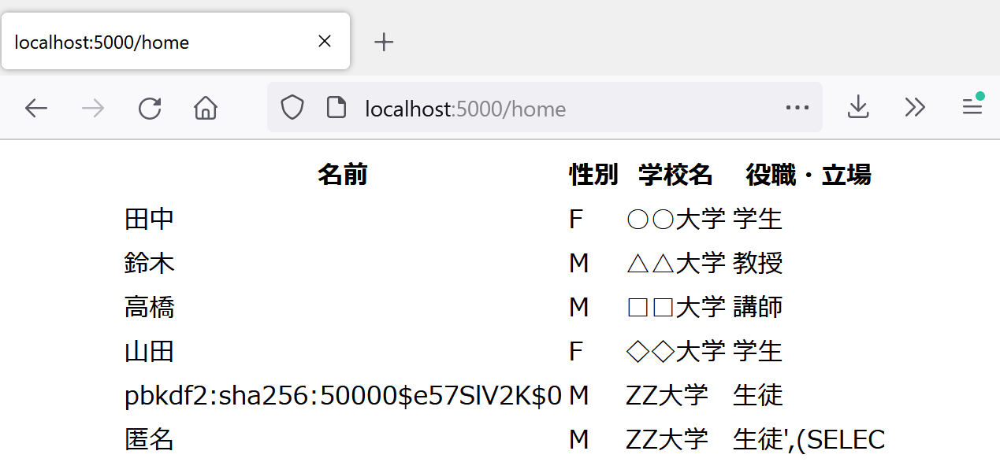 localhost:5000/home
localhost:5000/home
名前 性別 学校名 役職・立場
田中 F 〇〇大学 学生
鈴木 M △△大学 教授
高橋 M □□大学 講師
山田 F ◇◇大学 学生
pbkdf2:sha256:50000$e57SlV2K$0 M ZZ大学 生徒
匿名 M ZZ大学 生徒',(SELEC